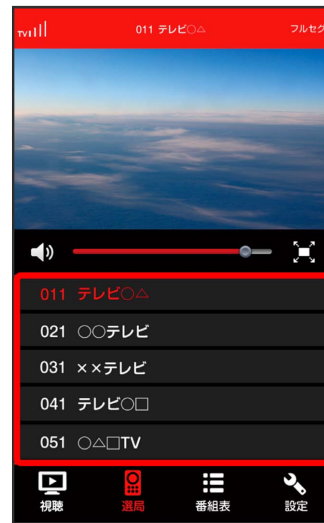 TV
011 テレビ○△
フルセグ
011 テレビ○△
021 ○○テレビ
031 ××テレビ
041 テレビ○□
051 ○△□TV
視聴
選局
番組表
設定